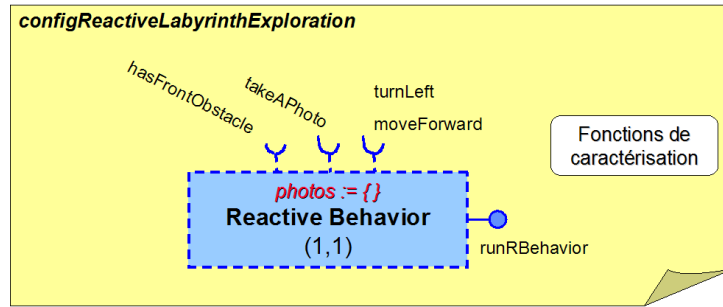 configReactiveLabyrinthExploration
hasFrontObstacle
takeAPhoto
turnLeft
moveForward
Fonctions de
caractérisation
photos := { }
Reactive Behavior
(1,1)
runRBehavior